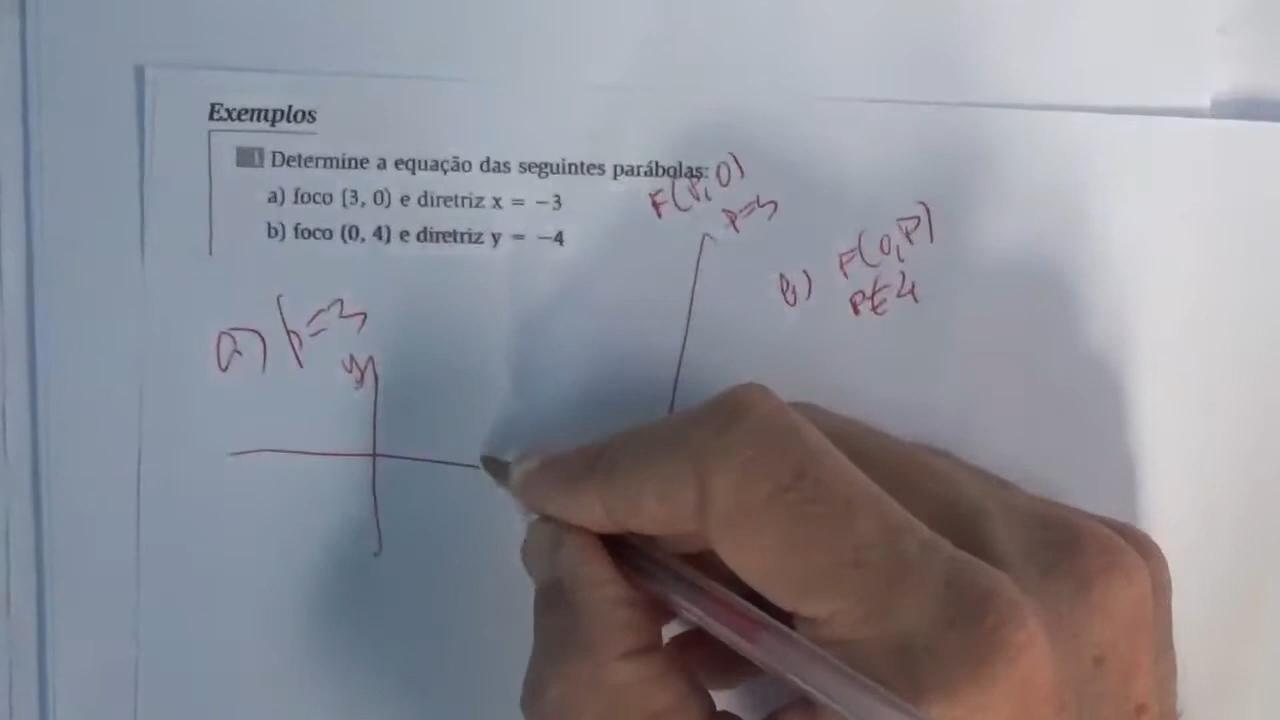 Exemplos
1 Determine a equação das seguintes parábolas:
a) foco (3, 0) e diretriz x = −3
b) foco (0, 4) e diretriz y = −4
F(P, 0)
P=3
b) F(0, P)
P=4
a) p=3
y